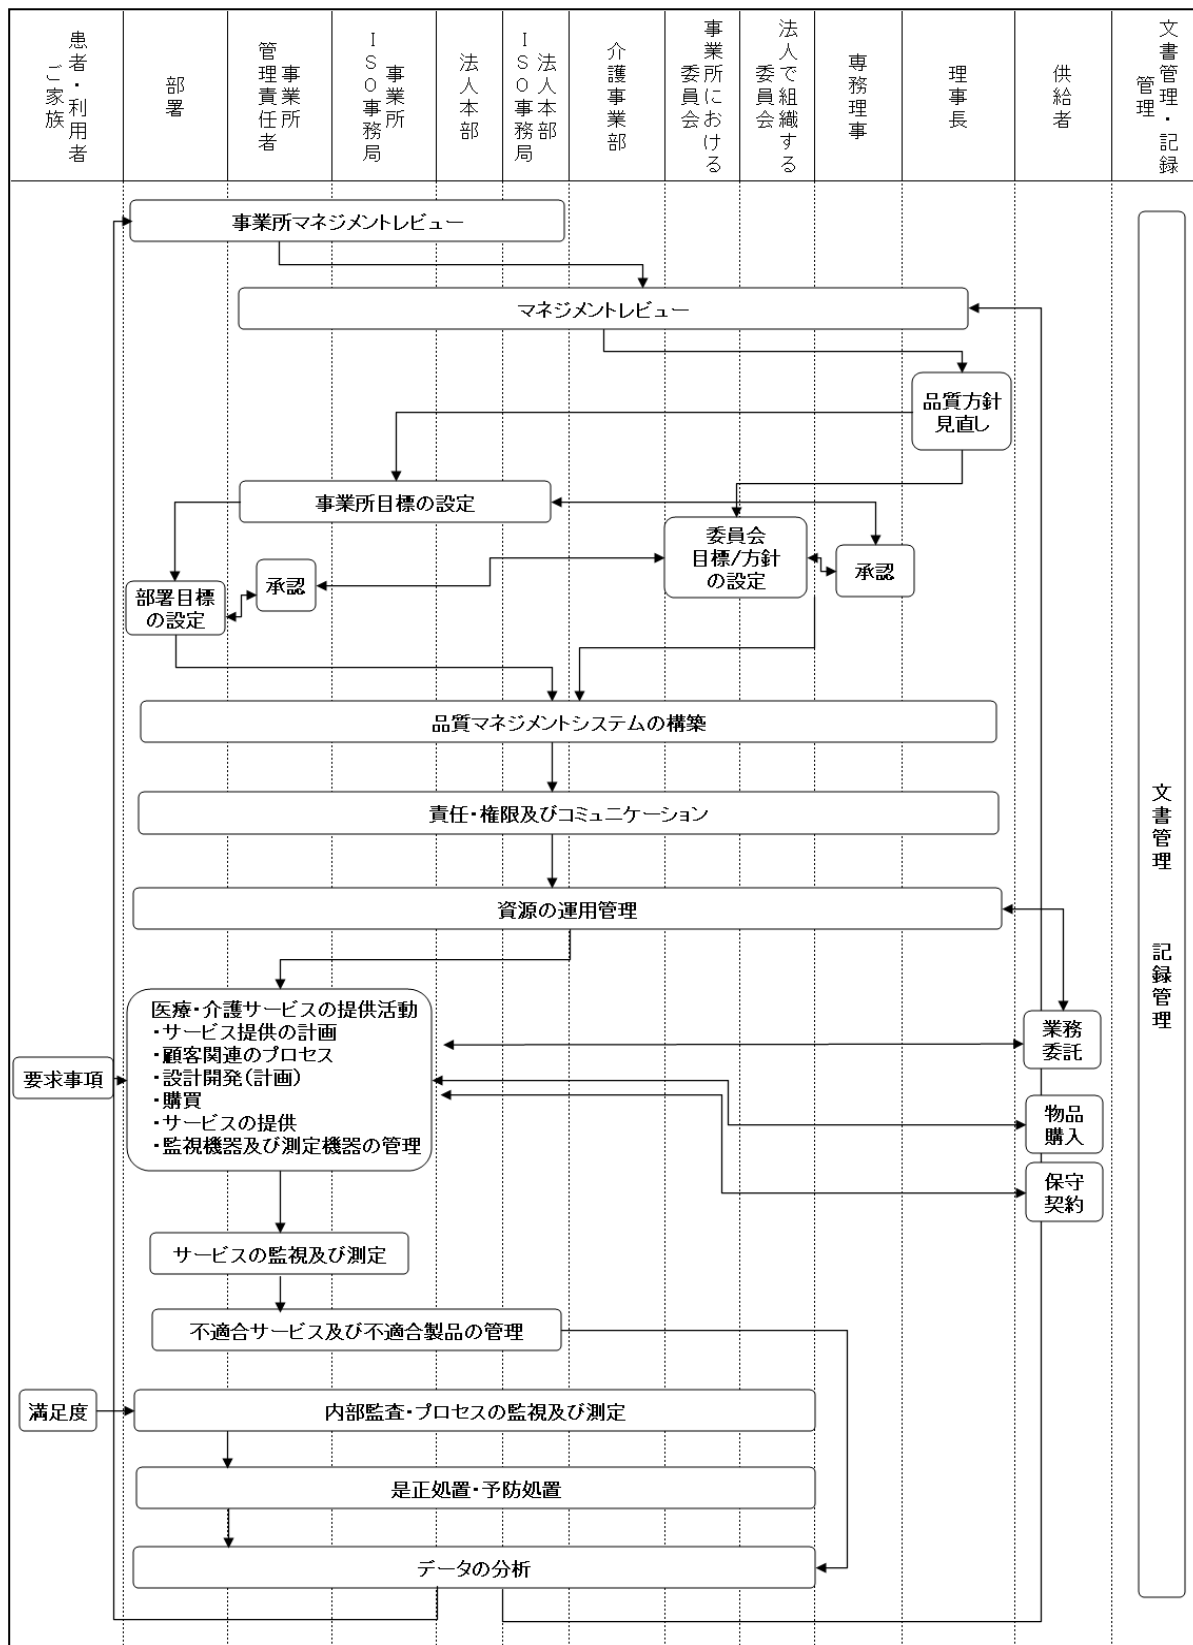 患者・利用者
ご家族
部署
事業所
管理責任者
事業所
ISO事務局
法人本部
法人本部
ISO事務局
介護事業部
事業所における
委員会
法人で組織する
委員会
専務理事
理事長
供給者
文書管理・記録
管理
事業所マネジメントレビュー
マネジメントレビュー
品質方針
見直し
事業所目標の設定
委員会
目標/方針
の設定
承認
承認
部署目標
の設定
品質マネジメントシステムの構築
責任・権限及びコミュニケーション
資源の運用管理
医療・介護サービスの提供活動
・サービス提供の計画
・顧客関連のプロセス
・設計開発(計画)
・購買
・サービスの提供
・監視機器及び測定機器の管理
要求事項
業務
委託
物品
購入
保守
契約
サービスの監視及び測定
不適合サービス及び不適合製品の管理
満足度
内部監査・プロセスの監視及び測定
是正処置・予防処置
データの分析
文書管理
記録管理